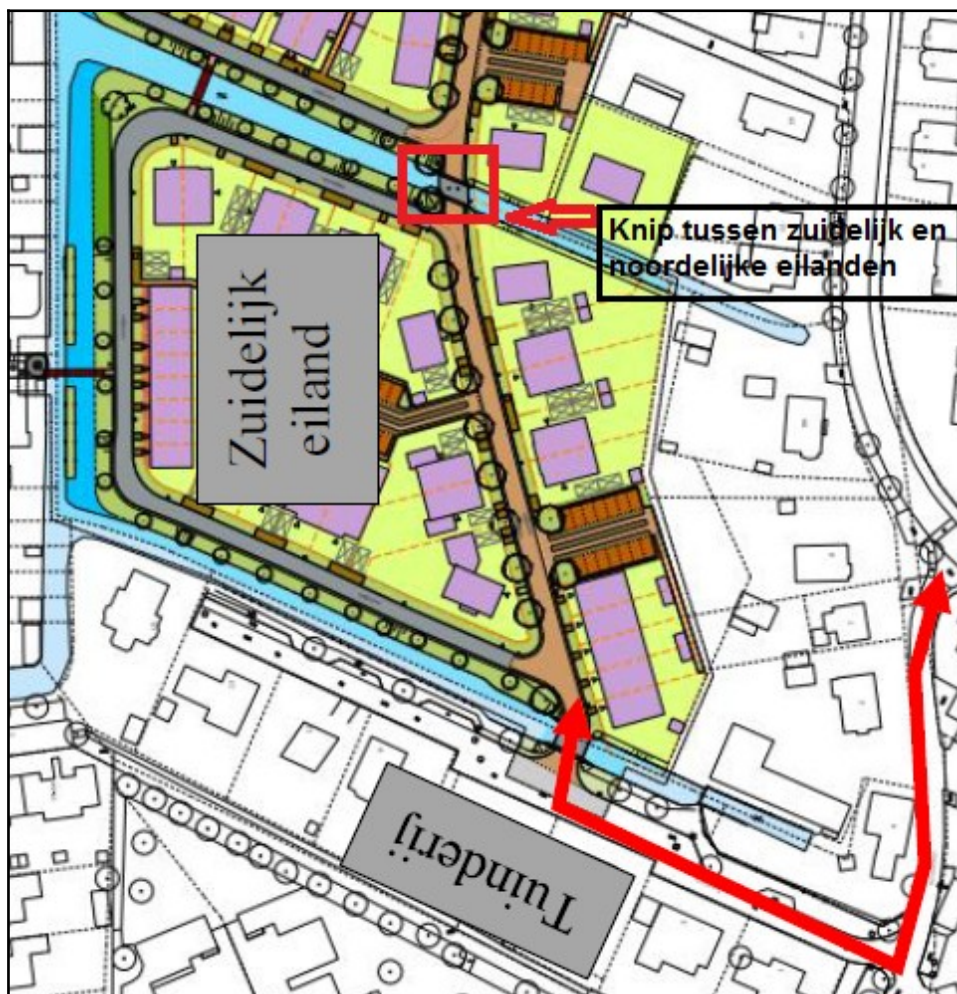 Knip tussen zuidelijk en
noordelijke eilanden
Zuidelijk
eiland
Tuinderij